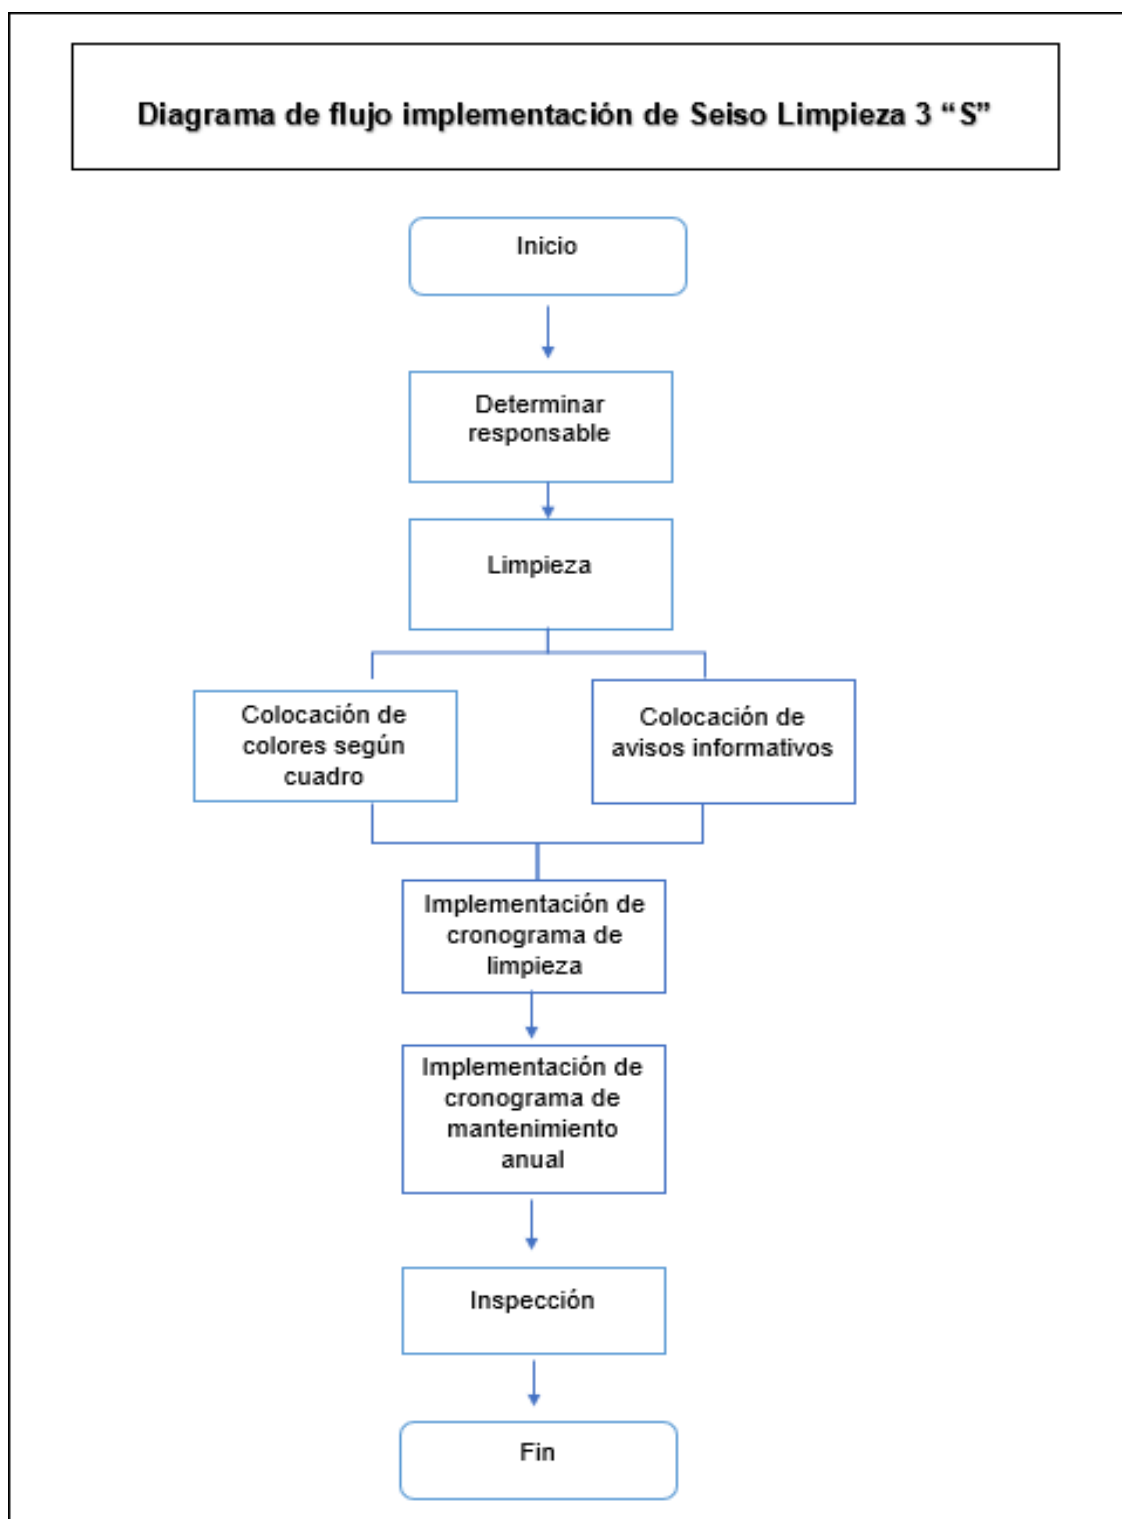 Diagrama de flujo implementación de Seiso Limpieza 3 “S”
Inicio
Determinar
responsable
Limpieza
Colocación de
colores según
cuadro
Colocación de
avisos informativos
Implementación de
cronograma de
limpieza
Implementación de
cronograma de
mantenimiento
anual
Inspección
Fin